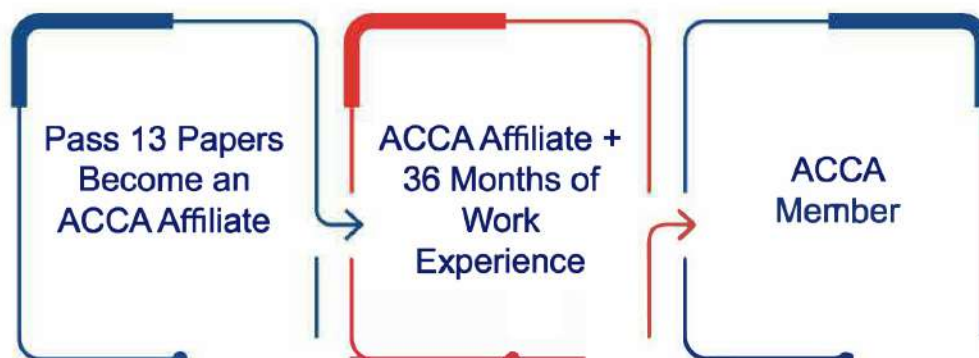 Pass 13 Papers
Become an
ACCA Affiliate
ACCA Affiliate +
36 Months of
Work
Experience
ACCA
Member